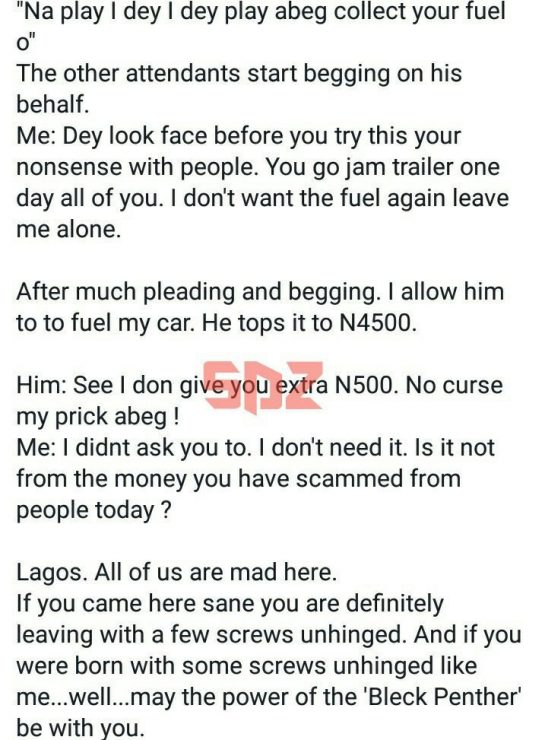 "Na play I dey I dey play abeg collect your fuel
o"
The other attendants start begging on his
behalf.
Me: Dey look face before you try this your
nonsense with people. You go jam trailer one
day all of you. I don't want the fuel again leave
me alone.
After much pleading and begging. I allow him
to to fuel my car. He tops it to N4500.
Him: See I don give you extra N500. No curse
my prick abeg !
SDZ
Me: I didnt ask you to. I don't need it. Is it not
from the money you have scammed from
people today ?
Lagos. All of us are mad here.
If you came here sane you are definitely
leaving with a few screws unhinged. And if you
were born with some screws unhinged like
me...well...may the power of the 'Bleck Penther'
be with you.